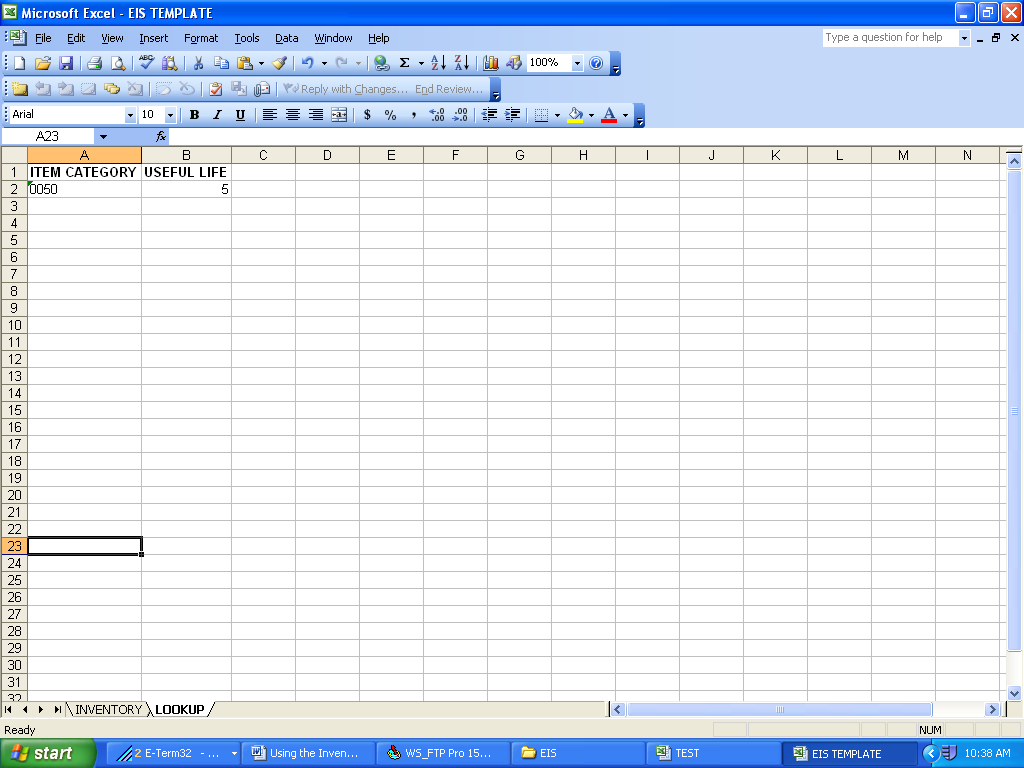 Microsoft Excel - EIS TEMPLATE
File Edit View Insert Format Tools Data Window Help
Type a question for help
100%
Reply with Changes... End Review...
Arial 10 B I U $ % ,
A23 fx
A B C D E F G H I J K L M N
1 ITEM CATEGORY USEFUL LIFE
2 0050 5
3
4
5
6
7
8
9
10
11
12
13
14
15
16
17
18
19
20
21
22
23
24
25
26
27
28
29
30
31
32
INVENTORY LOOKUP
Ready NUM
start 2 E-Term32 - ... Using the Inven... WS_FTP Pro 15... EIS TEST EIS TEMPLATE 10:38 AM